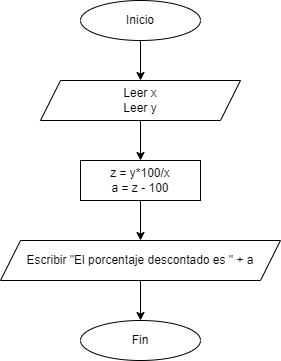 Inicio
Leer x
Leer y
z = y*100/x
a = z - 100
Escribir "El porcentaje descontado es " + a
Fin